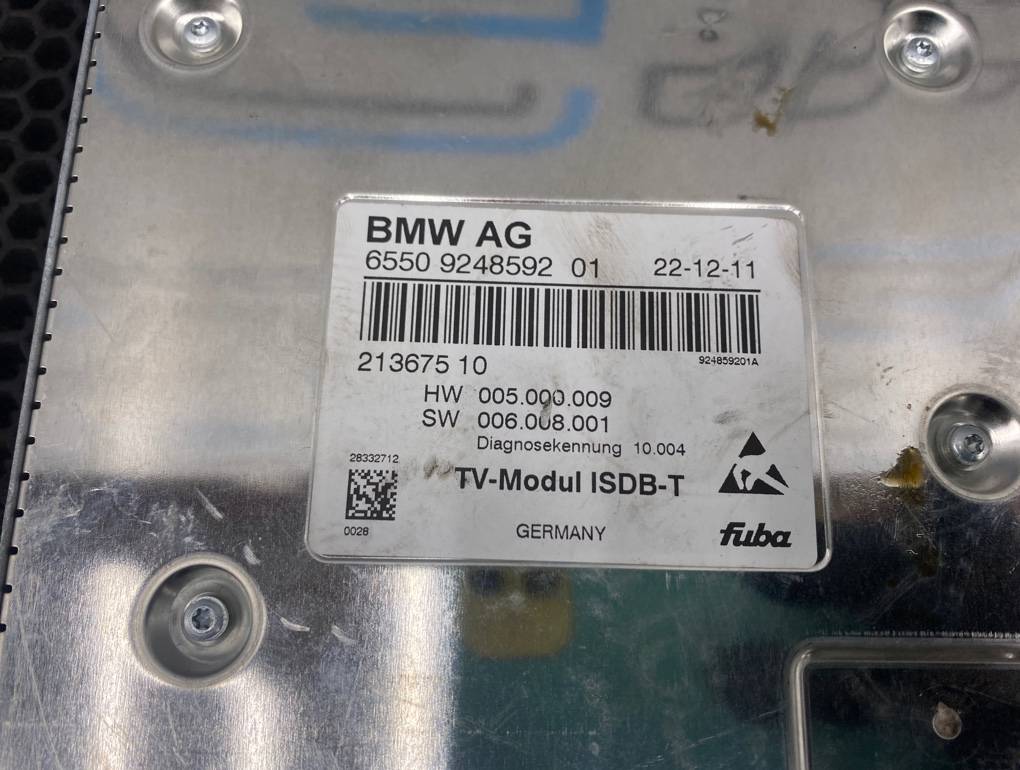 BMW AG
6550 9248592 01 22-12-11
924859201A
213675 10
HW 005.000.009
SW 006.008.001
Diagnosekennung 10.004
28332712
TV-Modul ISDB-T
0028
GERMANY
fuba